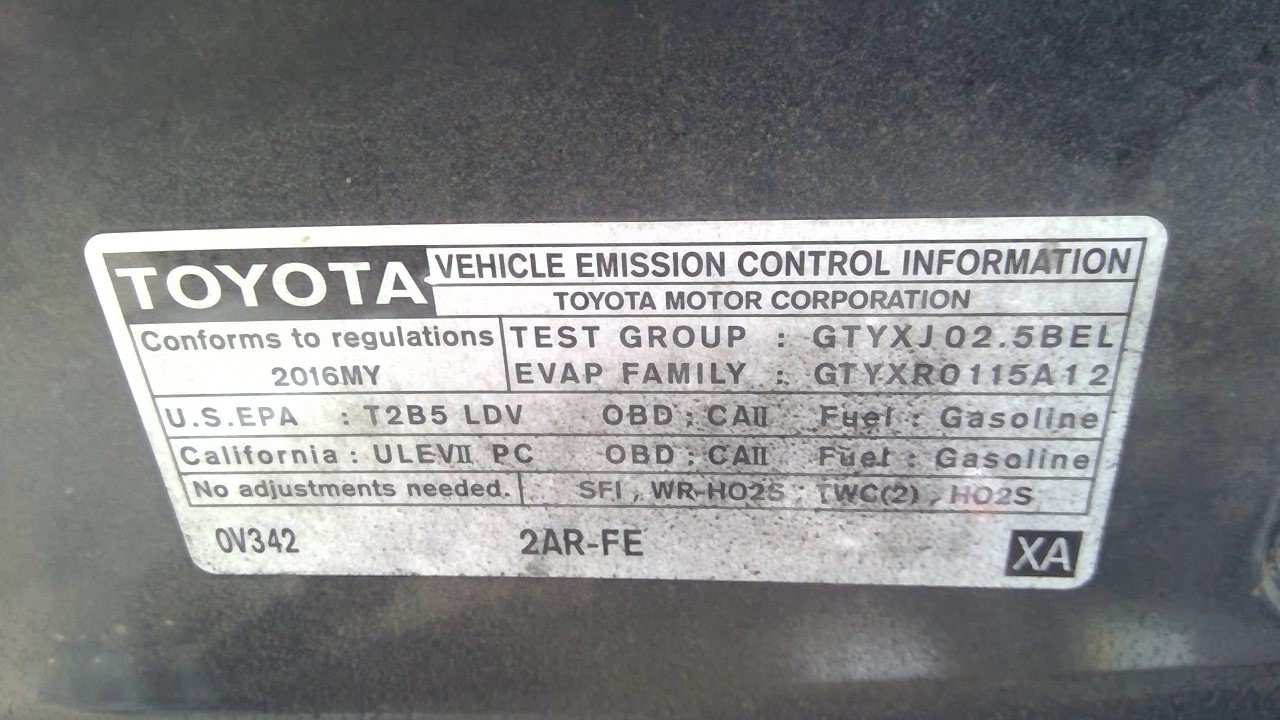 TOYOTA VEHICLE EMISSION CONTROL INFORMATION
TOYOTA MOTOR CORPORATION
Conforms to regulations TEST GROUP : GTYXJ02.5BEL
2016MY EVAP FAMILY : GTYXR0115A12
U.S.EPA : T2B5 LDV OBD : CAII Fuel : Gasoline
California : ULEVII PC OBD : CAII Fuel : Gasoline
No adjustments needed. SFI , WR-HO2S , TWC(2) , HO2S
0V342 2AR-FE XA